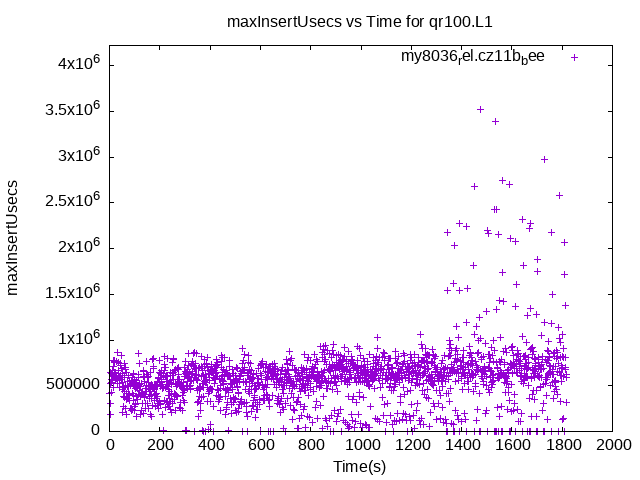 maxInsertUsecs vs Time for qr100.L1
my8036rel.cz11bbee
4x10^6
3.5x10^6
3x10^6
2.5x10^6
2x10^6
1.5x10^6
1x10^6
500000
0
maxInsertUsecs
0 200 400 600 800 1000 1200 1400 1600 1800 2000
Time(s)